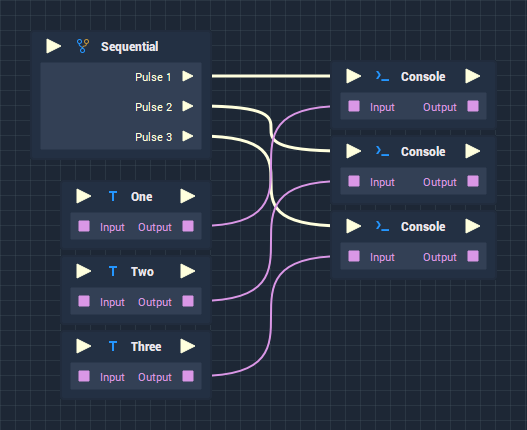 Sequential
Pulse 1
Pulse 2
Pulse 3
T One
Input Output
T Two
Input Output
T Three
Input Output
Console
Input Output
Console
Input Output
Console
Input Output